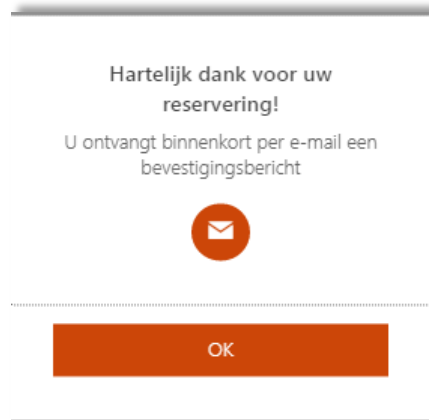 Hartelijk dank voor uw
reservering!
U ontvangt binnenkort per e-mail een
bevestigingsbericht
OK